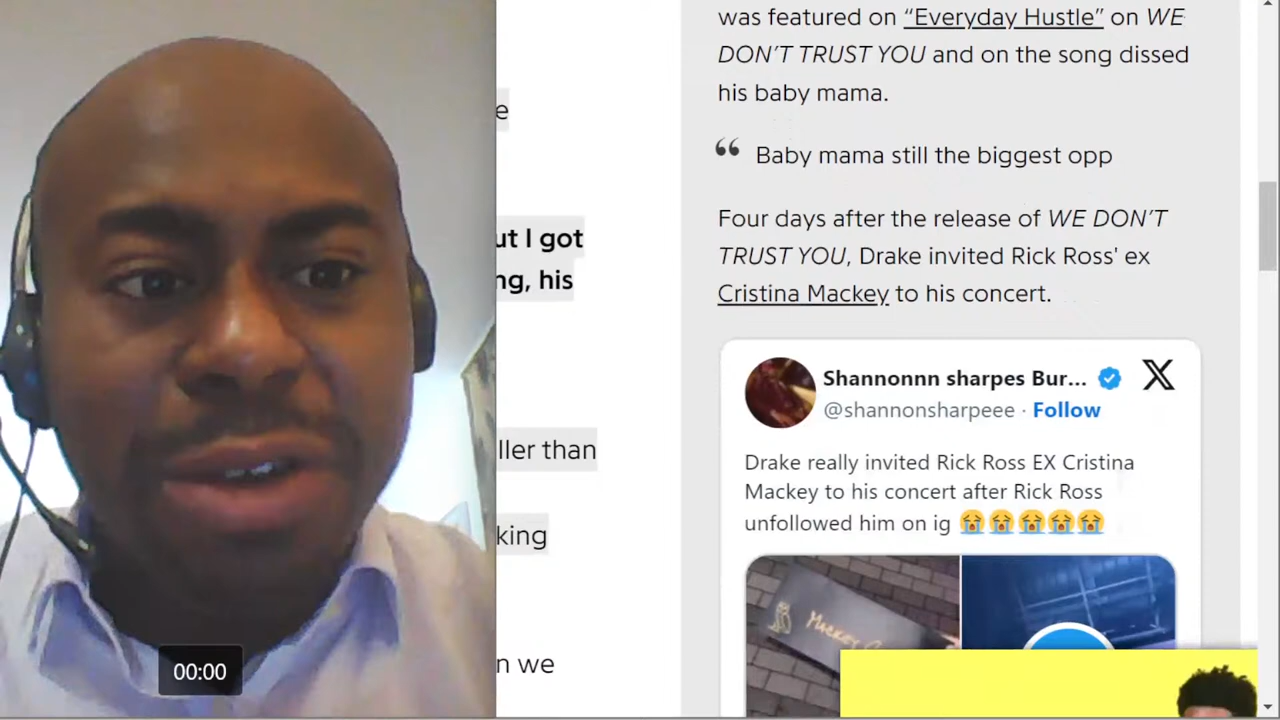 was featured on “Everyday Hustle” on WE
DON’T TRUST YOU and on the song dissed
his baby mama.
e
“ Baby mama still the biggest opp
ut I got
ng, his
Four days after the release of WE DON’T
TRUST YOU, Drake invited Rick Ross' ex
Cristina Mackey to his concert.
Shannonnn sharpes Bur...
X
@shannonsharpeee · Follow
ller than
Drake really invited Rick Ross EX Cristina
Mackey to his concert after Rick Ross
unfollowed him on ig 😭😭😭😭😭
king
n we
00:00